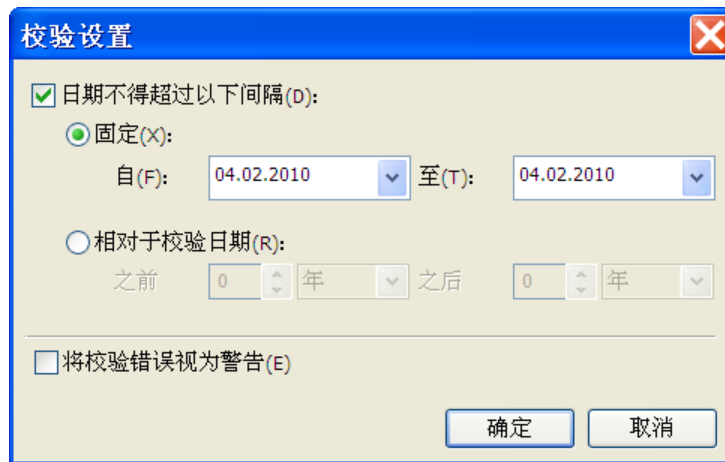 校验设置
日期不得超过以下间隔(D):
固定(X):
自(F): 04.02.2010 至(T): 04.02.2010
相对于校验日期(R):
之前 0 年 之后 0 年
将校验错误视为警告(E)
确定 取消